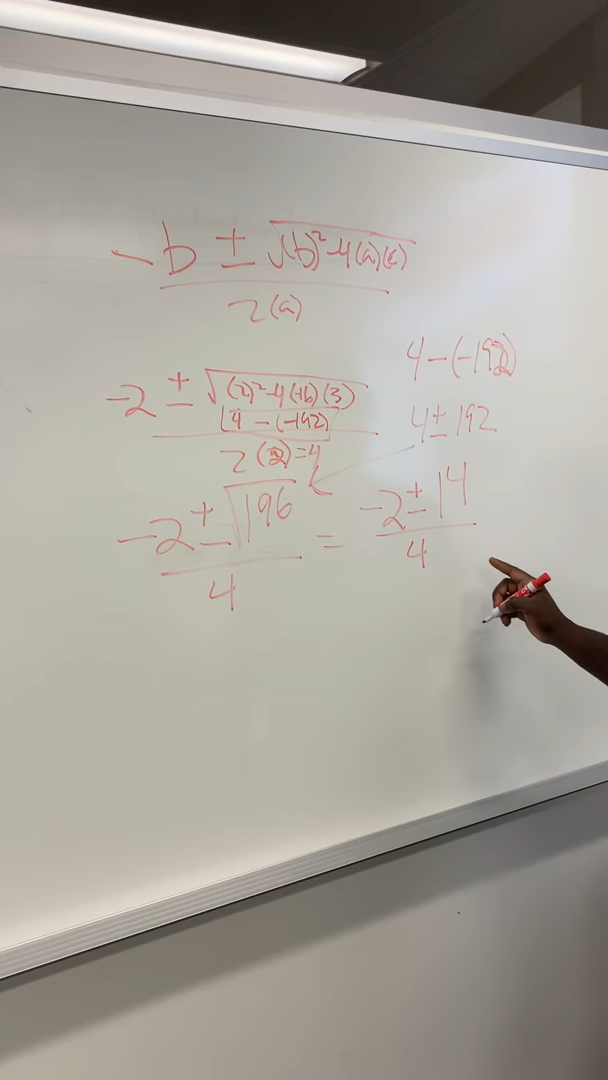 -b ± √(b)²-4(a)(c)
2(a)
4-(-192)
-2 ± √(2)²-4(-16)(3)
4-(-192)
4±192
2(2)=4
-2±√196 = -2±14
4 4